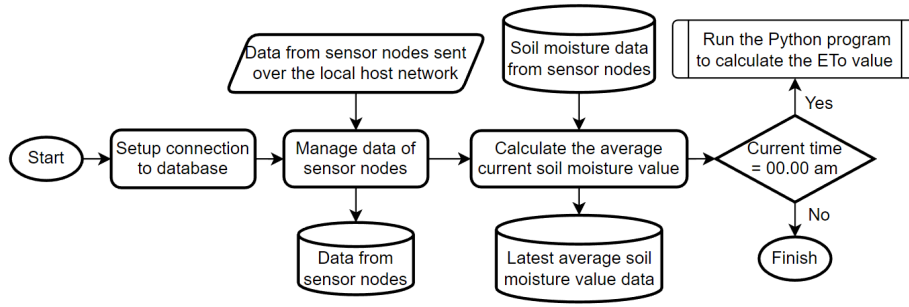 Data from sensor nodes sent
over the local host network
Soil moisture data
from sensor nodes
Run the Python program
to calculate the ETo value
Yes
Start
Setup connection
to database
Manage data of
sensor nodes
Calculate the average
current soil moisture value
Current time
= 00.00 am
No
Data from
sensor nodes
Latest average soil
moisture value data
Finish